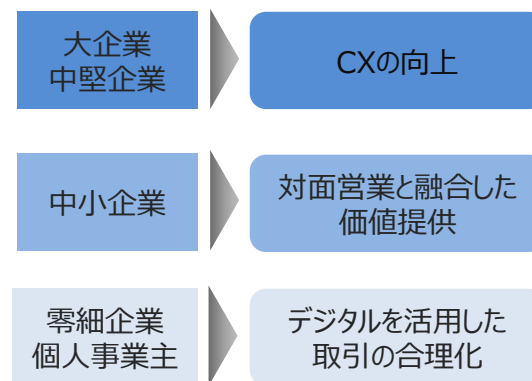 大企業
中堅企業
CXの向上
中小企業
対面営業と融合した
価値提供
零細企業
個人事業主
デジタルを活用した
取引の合理化